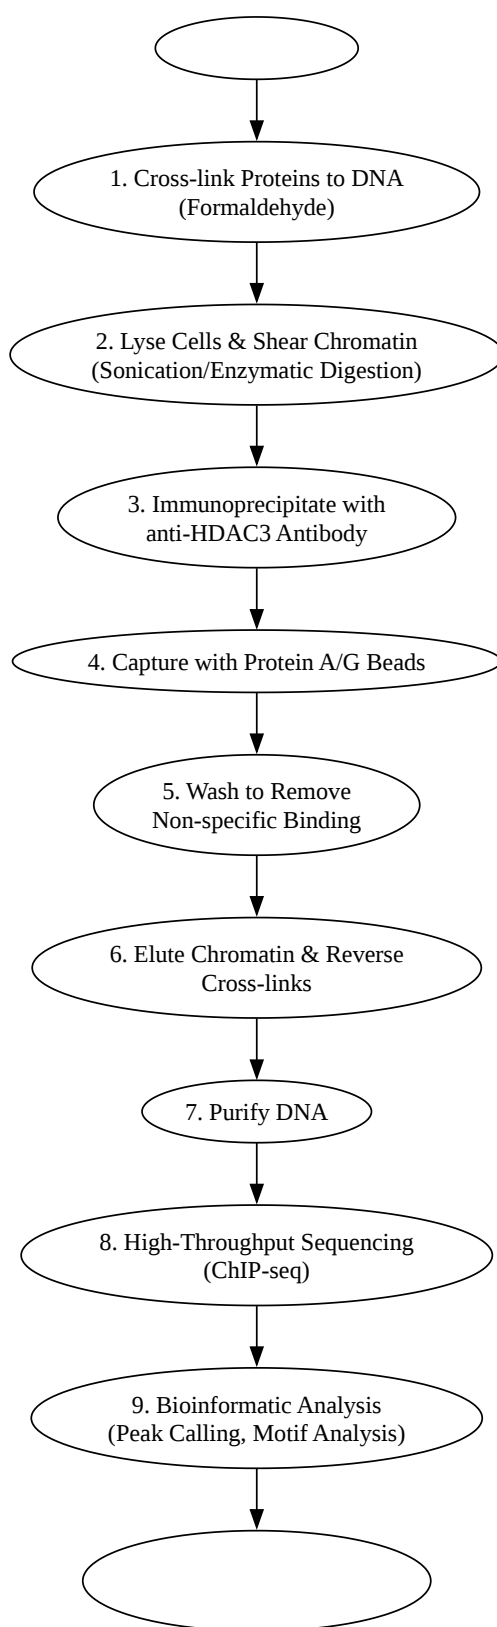 1. Cross-link Proteins to DNA
(Formaldehyde)
2. Lyse Cells & Shear Chromatin
(Sonication/Enzymatic Digestion)
3. Immunoprecipitate with
anti-HDAC3 Antibody
4. Capture with Protein A/G Beads
5. Wash to Remove
Non-specific Binding
6. Elute Chromatin & Reverse
Cross-links
7. Purify DNA
8. High-Throughput Sequencing
(ChIP-seq)
9. Bioinformatic Analysis
(Peak Calling, Motif Analysis)